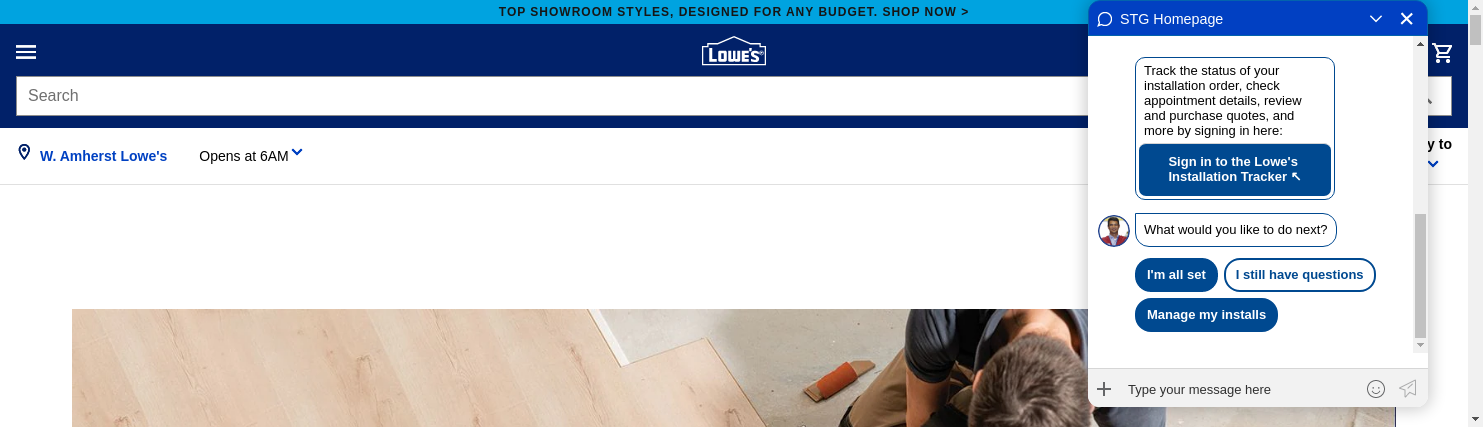 TOP SHOWROOM STYLES, DESIGNED FOR ANY BUDGET. SHOP NOW >
LOWE'S
Search
W. Amherst Lowe's
Opens at 6AM
y to
STG Homepage
Track the status of your
installation order, check
appointment details, review
and purchase quotes, and
more by signing in here:
Sign in to the Lowe's
Installation Tracker ↖
What would you like to do next?
I'm all set
I still have questions
Manage my installs
Type your message here